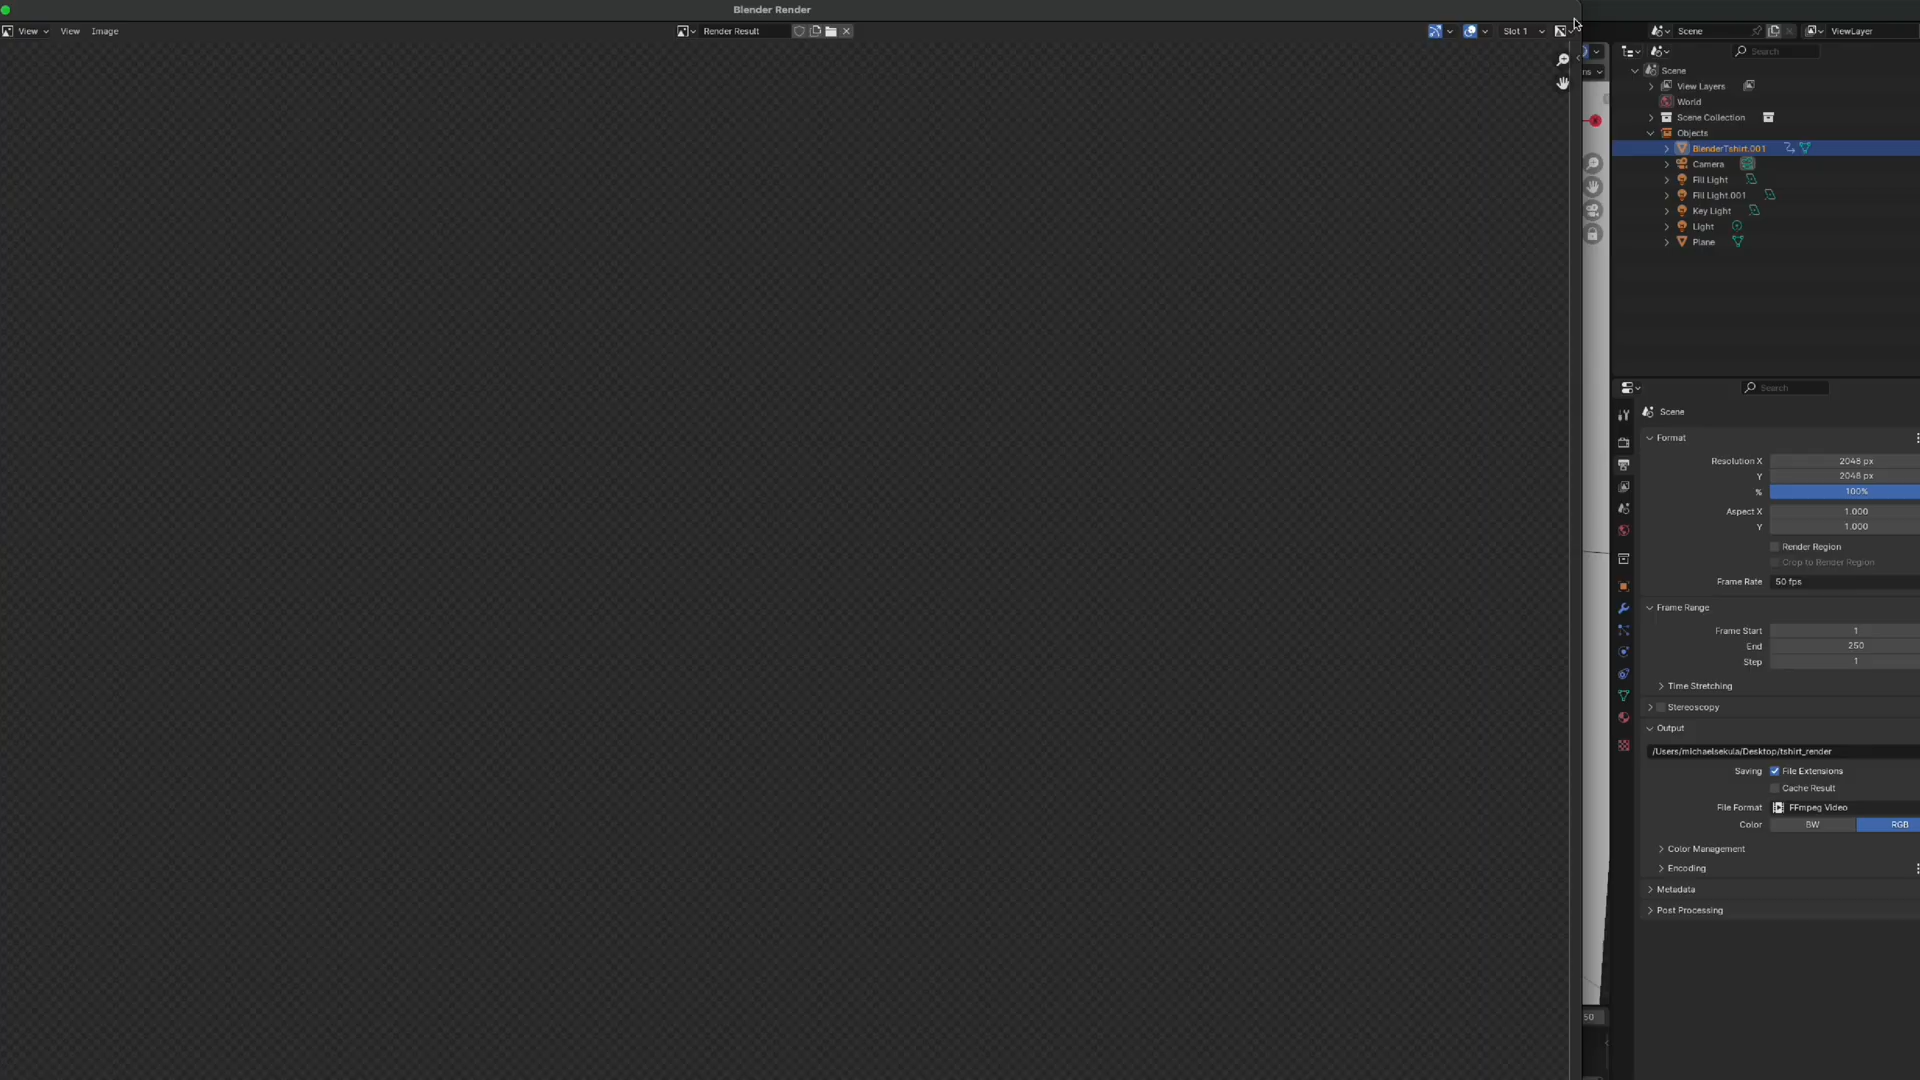 Blender Render
View View Image Render Result Slot 1
Scene ViewLayer
Search
ns
Scene
View Layers
World
Scene Collection
Objects
BlenderTshirt.001
Camera
Fill Light
Fill Light.001
Key Light
Light
Plane
Search
Scene
Format
Resolution X 2048 px
Y 2048 px
% 100%
Aspect X 1.000
Y 1.000
Render Region
Crop to Render Region
Frame Rate 50 fps
Frame Range
Frame Start 1
End 250
Step 1
Time Stretching
Stereoscopy
Output
/Users/michaelsekula/Desktop/tshirt_render
Saving File Extensions
Cache Result
File Format FFmpeg Video
Color BW RGB
Color Management
Encoding
Metadata
Post Processing
50